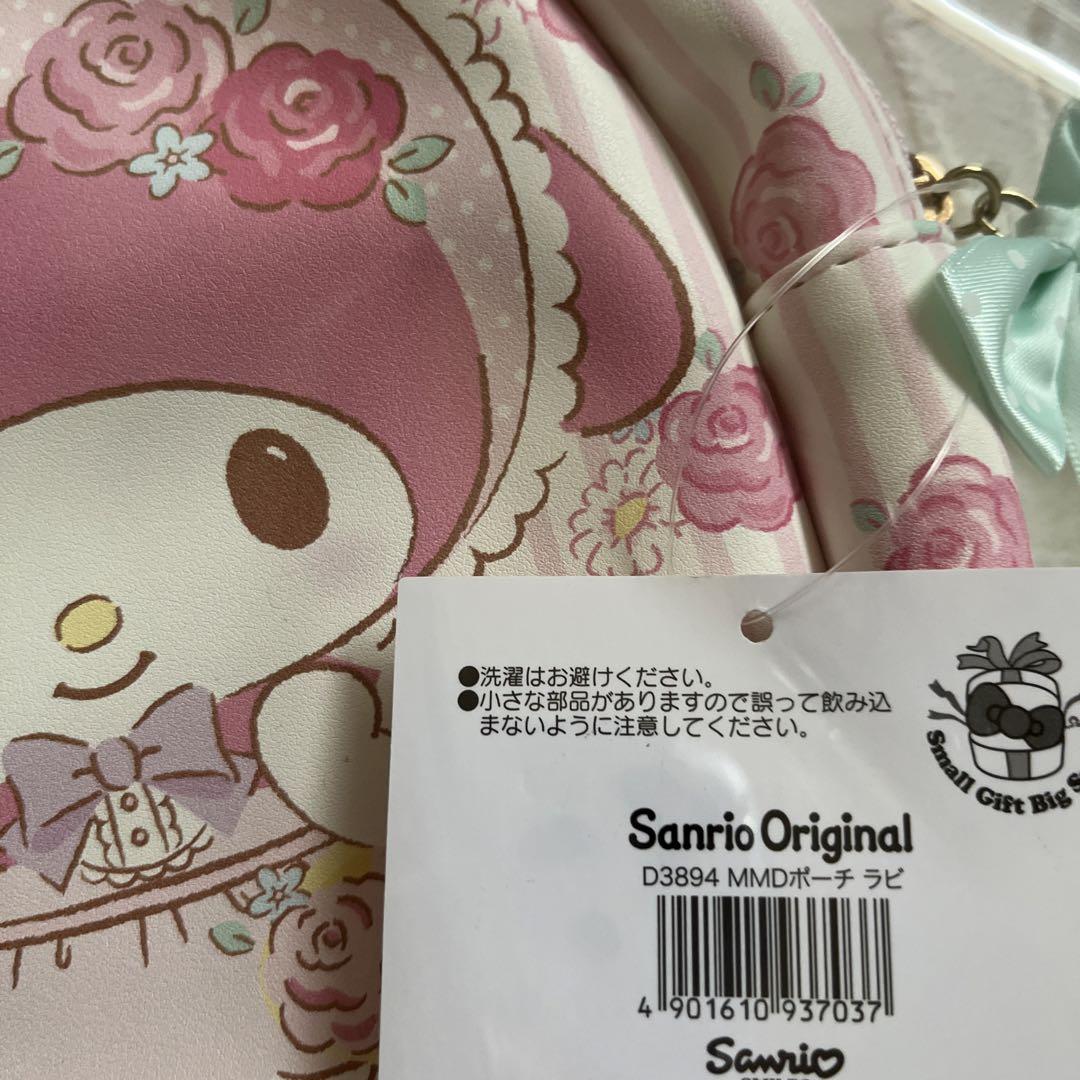 ●洗濯はお避けください。
●小さな部品がありますので誤って飲み込
まないように注意してください。
Small Gift Big S
Sanrio Original
D3894 MMDポーチ ラビ
4 901610 937037
Sanrio